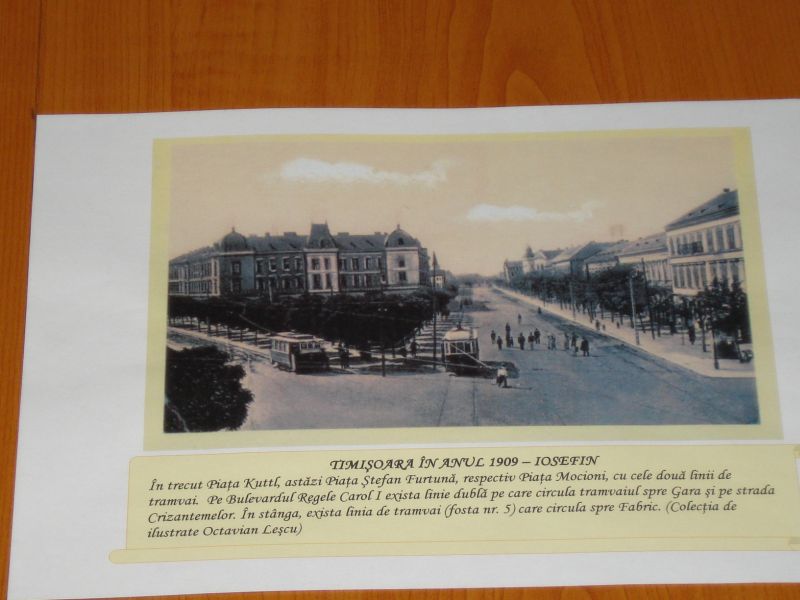 TIMIŞOARA ÎN ANUL 1909 – IOSEFIN
În trecut Piaţa Kuttl, astăzi Piaţa Ştefan Furtună, respectiv Piaţa Mocioni, cu cele două linii de
tramvai.  Pe Bulevardul Regele Carol I exista linie dublă pe care circula tramvaiul spre Gara şi pe strada
Crizantemelor. În stânga, exista linia de tramvai (fosta nr. 5) care circula spre Fabric. (Colecţia de
ilustrate Octavian Leşcu)